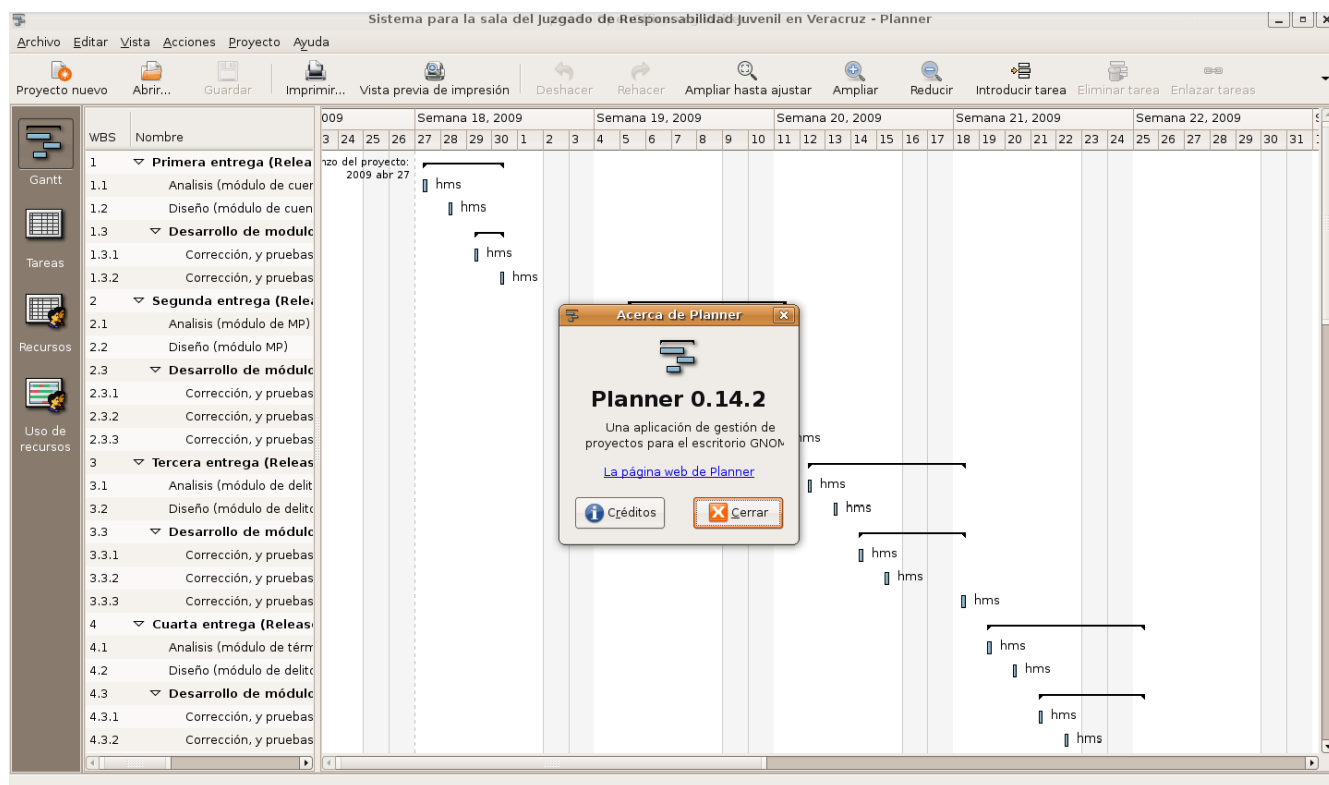 Sistema para la sala del Juzgado de Responsabilidad Juvenil en Veracruz - Planner
Archivo Editar Vista Acciones Proyecto Ayuda
Proyecto nuevo Abrir... Guardar Imprimir... Vista previa de impresión Deshacer Rehacer Ampliar hasta ajustar Ampliar Reducir Introducir tarea Eliminar tarea Enlazar tareas
Gantt
Tareas
Recursos
Uso de
recursos
WBS Nombre
009 Semana 18, 2009 Semana 19, 2009 Semana 20, 2009 Semana 21, 2009 Semana 22, 2009
3 24 25 26 27 28 29 30 1 2 3 4 5 6 7 8 9 10 11 12 13 14 15 16 17 18 19 20 21 22 23 24 25 26 27 28 29 30 31
1 Primera entrega (Relea
nzo del proyecto:
2009 abr 27
1.1 Analisis (módulo de cuer hms
1.2 Diseño (módulo de cuen hms
1.3 Desarrollo de modulo
1.3.1 Corrección, y pruebas hms
1.3.2 Corrección, y pruebas hms
2 Segunda entrega (Relea
2.1 Analisis (módulo de MP)
2.2 Diseño (módulo MP)
2.3 Desarrollo de módulo
2.3.1 Corrección, y pruebas
2.3.2 Corrección, y pruebas
2.3.3 Corrección, y pruebas hms
3 Tercera entrega (Releas
3.1 Analisis (módulo de delit hms
3.2 Diseño (módulo de delito hms
3.3 Desarrollo de módulo
3.3.1 Corrección, y pruebas hms
3.3.2 Corrección, y pruebas hms
3.3.3 Corrección, y pruebas hms
4 Cuarta entrega (Release
4.1 Analisis (módulo de térm hms
4.2 Diseño (módulo de delito hms
4.3 Desarrollo de módulo
4.3.1 Corrección, y pruebas hms
4.3.2 Corrección, y pruebas hms
Acerca de Planner
Planner 0.14.2
Una aplicación de gestión de
proyectos para el escritorio GNOM
La página web de Planner
Créditos Cerrar